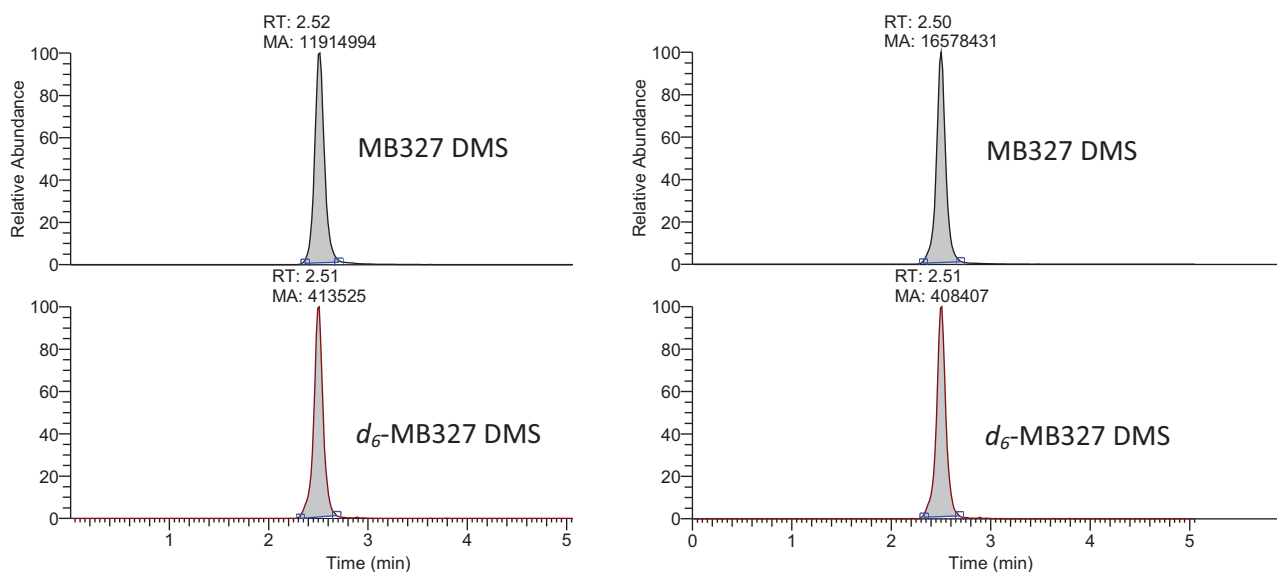 RT: 2.52
MA: 11914994
100
80
60
40
20
0
Relative Abundance
MB327 DMS
RT: 2.51
MA: 413525
100
80
60
40
20
0
d6-MB327 DMS
1 2 3 4 5
Time (min)
RT: 2.50
MA: 16578431
100
80
60
40
20
0
Relative Abundance
MB327 DMS
RT: 2.51
MA: 408407
100
80
60
40
20
0
d6-MB327 DMS
0 1 2 3 4 5
Time (min)